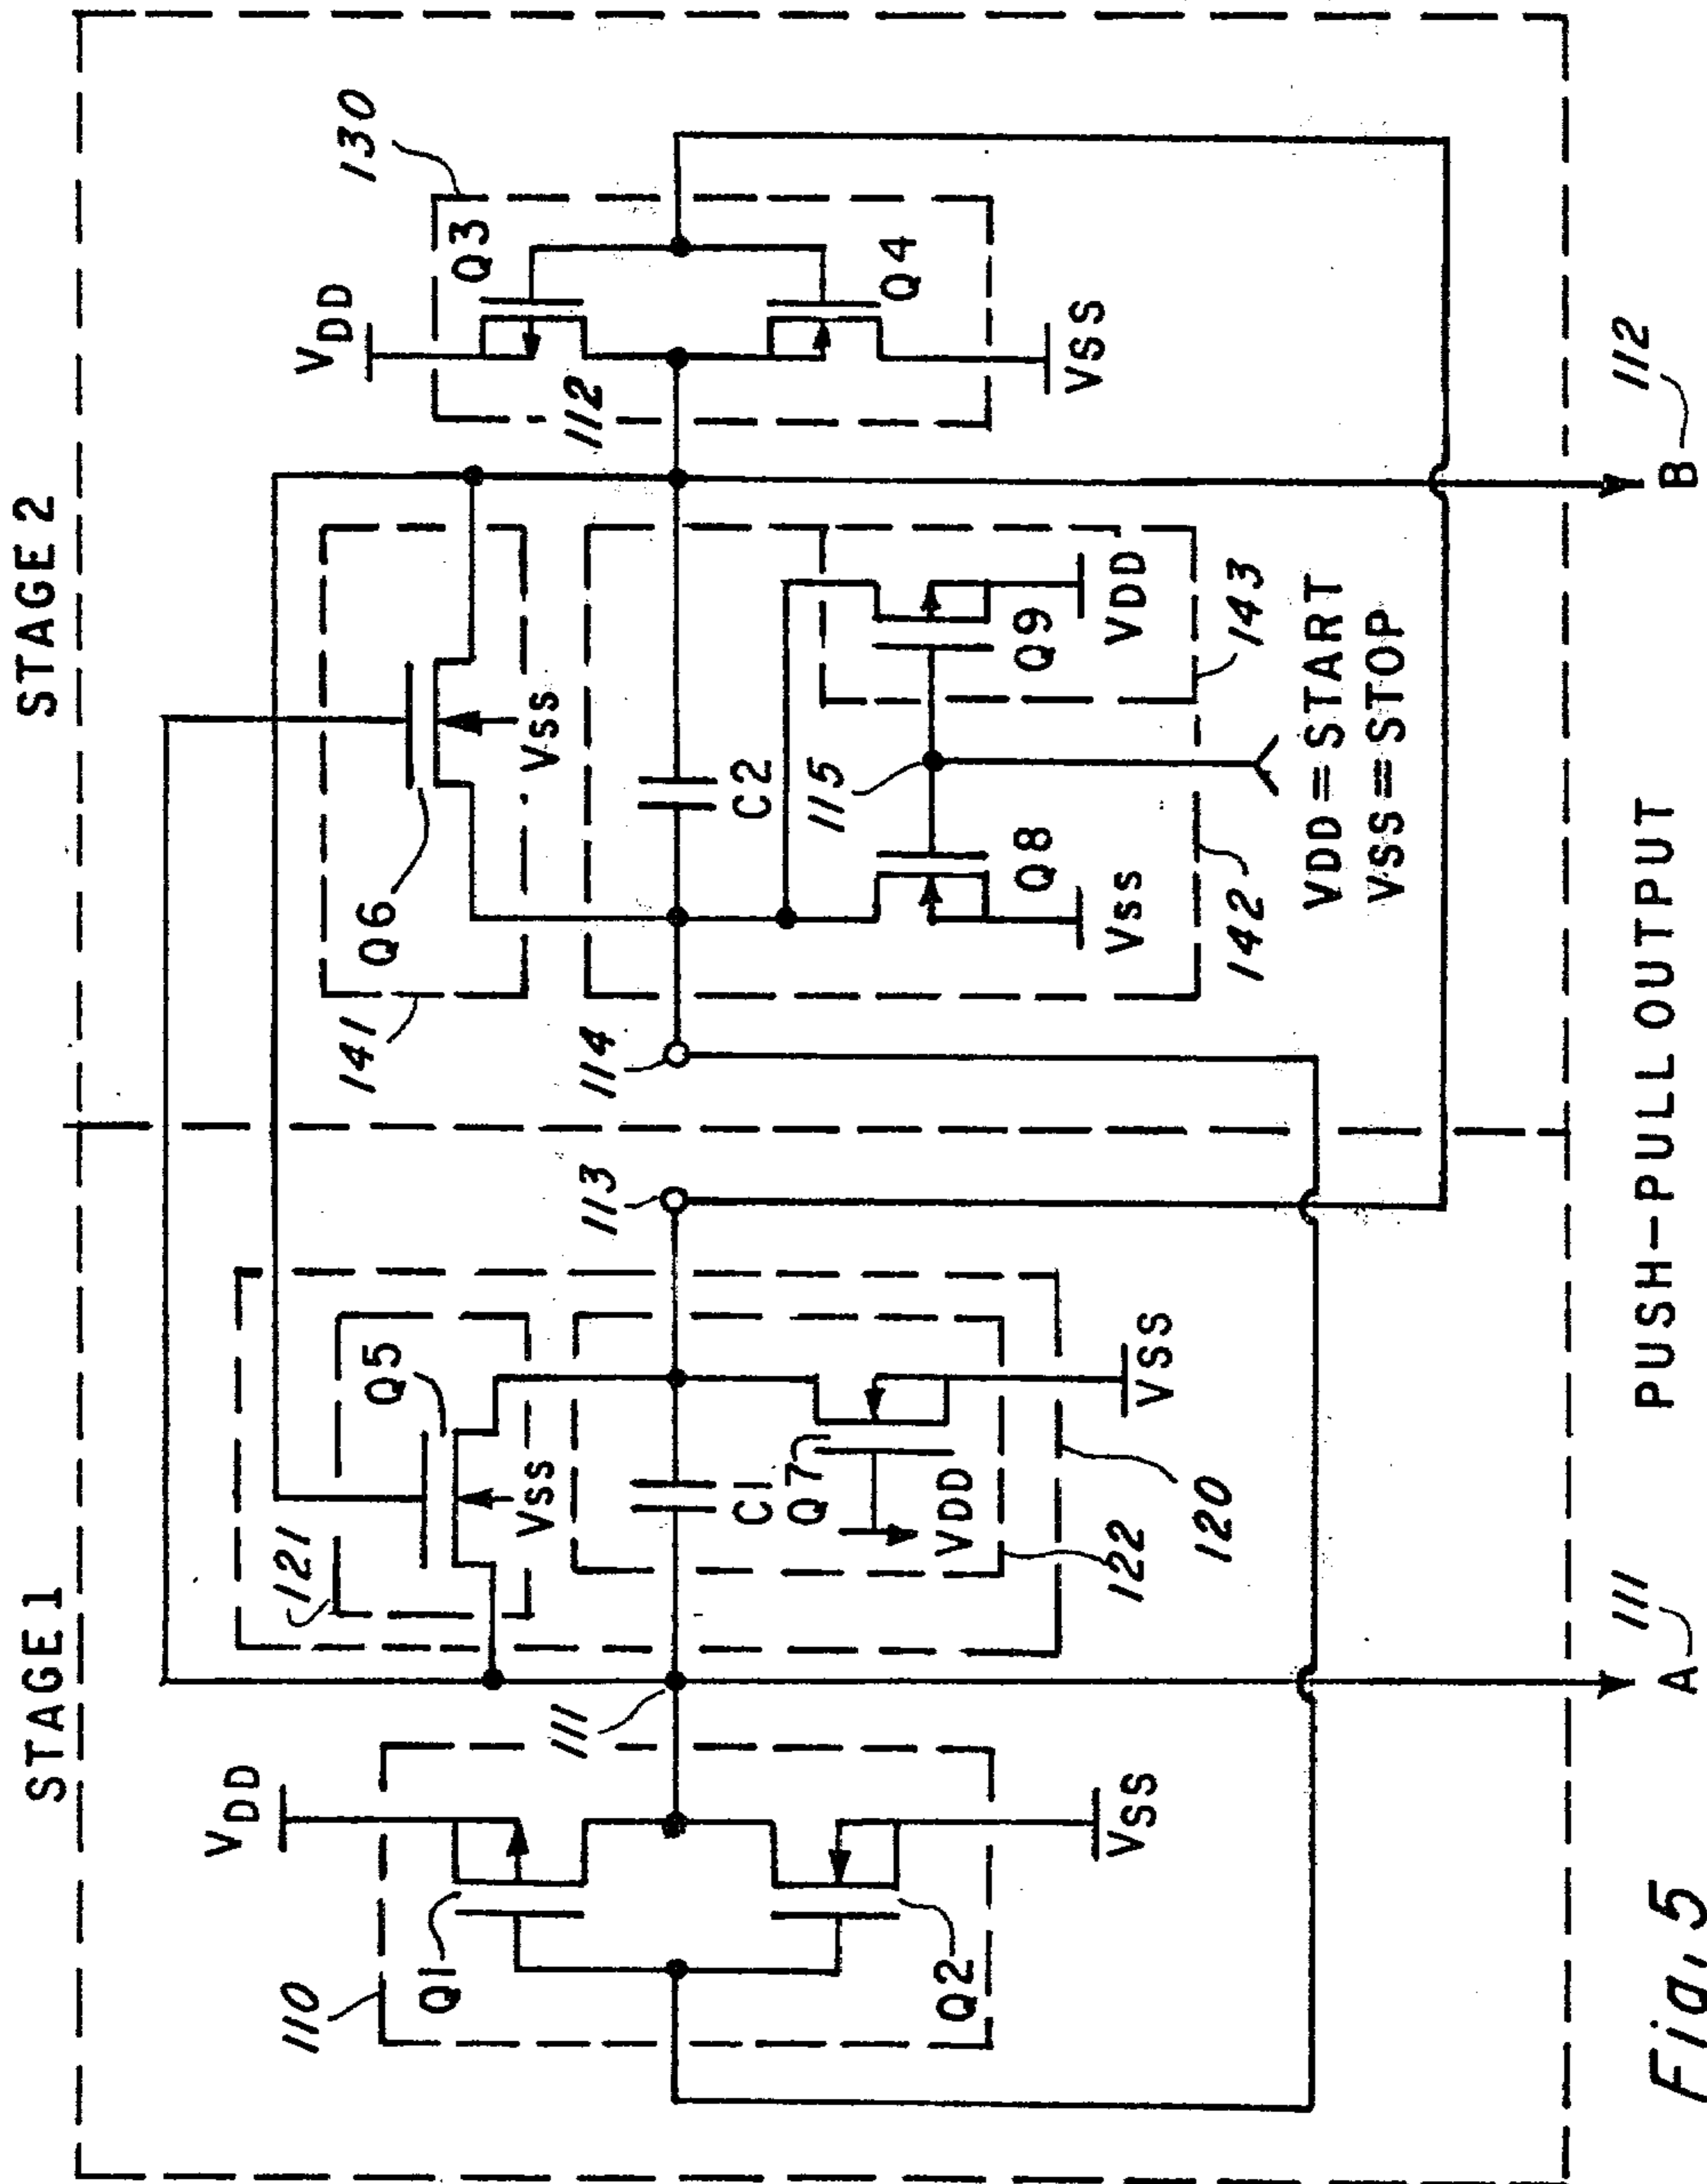 STAGE 1
STAGE 2
VDD
110
Q1
Q2
VSS
111
121
Q5
VSS
C1
Q7
VDD
VSS
122
120
113
114
141
Q6
VSS
C2
115
Q8
VSS
Q9
VDD
142
143
VDD=START
VSS=STOP
112
VDD
130
Q3
Q4
VSS
A 111
PUSH-PULL OUTPUT
B 112
Fig. 5